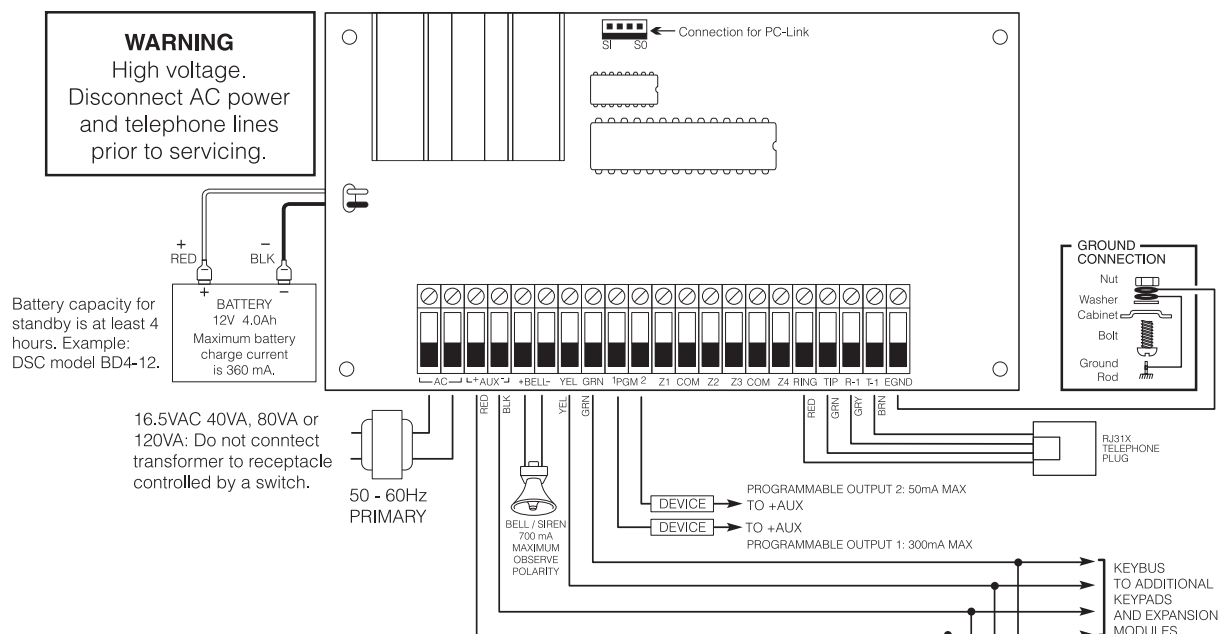 WARNING
High voltage.
Disconnect AC power
and telephone lines
prior to servicing.
Connection for PC-Link
SI S0
+ −
RED BLK
+ −
BATTERY
12V 4.0Ah
Maximum battery
charge current
is 360 mA.
Battery capacity for
standby is at least 4
hours. Example:
DSC model BD4-12.
GROUND
CONNECTION
Nut
Washer
Cabinet
Bolt
Ground
Rod
AC +AUX- +BELL- YEL GRN 1PGM 2 Z1 COM Z2 Z3 COM Z4 RING TIP R-1 T-1 EGND
RED BLK YEL GRN RED GRN GRY BRN
16.5VAC 40VA, 80VA or
120VA: Do not conntect
transformer to receptacle
controlled by a switch.
50 - 60Hz
PRIMARY
BELL / SIREN
700 mA
MAXIMUM
OBSERVE
POLARITY
RJ31X
TELEPHONE
PLUG
PROGRAMMABLE OUTPUT 2: 50mA MAX
DEVICE TO +AUX
DEVICE TO +AUX
PROGRAMMABLE OUTPUT 1: 300mA MAX
KEYBUS
TO ADDITIONAL
KEYPADS
AND EXPANSION
MODULES